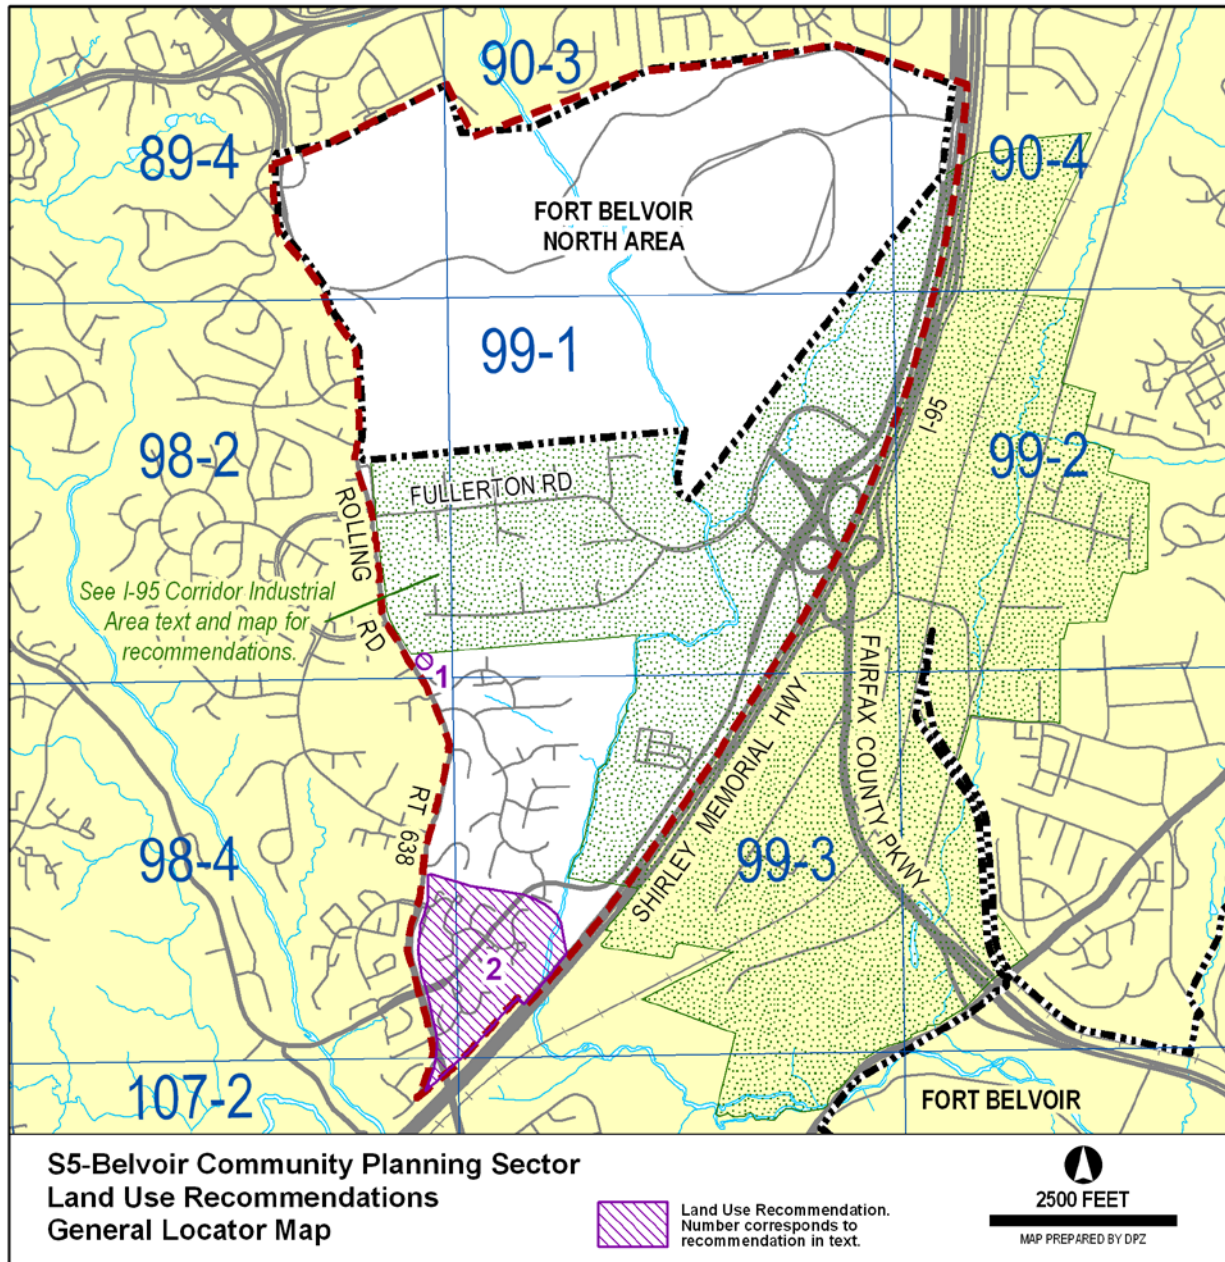 90-3
89-4
90-4
FORT BELVOIR
NORTH AREA
99-1
I-95
98-2
99-2
FULLERTON RD
ROLLING RD
See I-95 Corridor Industrial
Area text and map for
recommendations.
1
FAIRFAX COUNTY PKWY
SHIRLEY MEMORIAL HWY
RT 638
98-4
99-3
2
107-2
FORT BELVOIR
S5-Belvoir Community Planning Sector
Land Use Recommendations
General Locator Map
Land Use Recommendation.
Number corresponds to
recommendation in text.
2500 FEET
MAP PREPARED BY DPZ